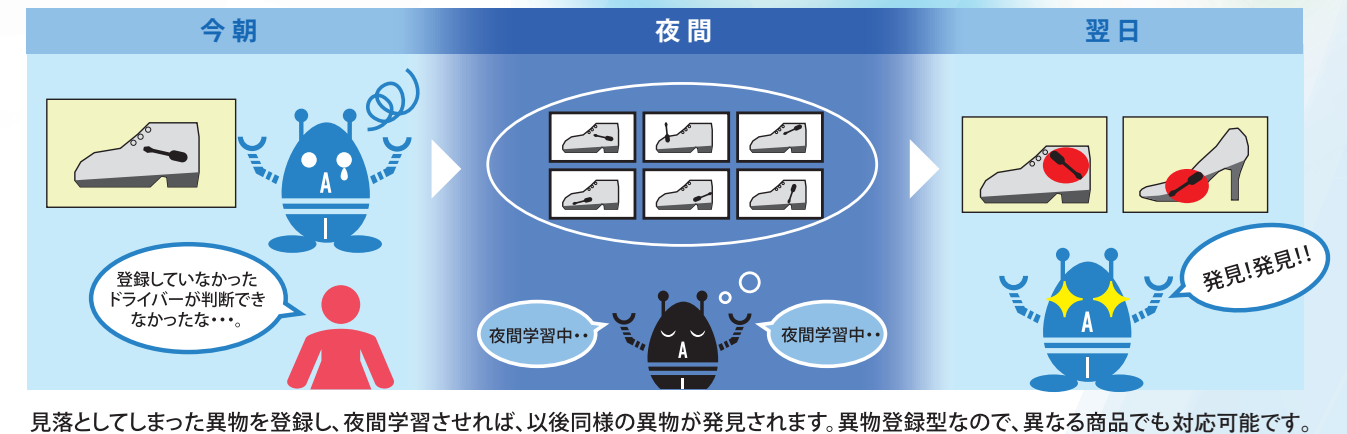 今朝
夜間
翌日
A
登録していなかった
ドライバーが判断でき
なかったな・・・。
夜間学習中・・
A
夜間学習中・・
発見!発見!!
A
見落としてしまった異物を登録し、夜間学習させれば、以後同様の異物が発見されます。異物登録型なので、異なる商品でも対応可能です。